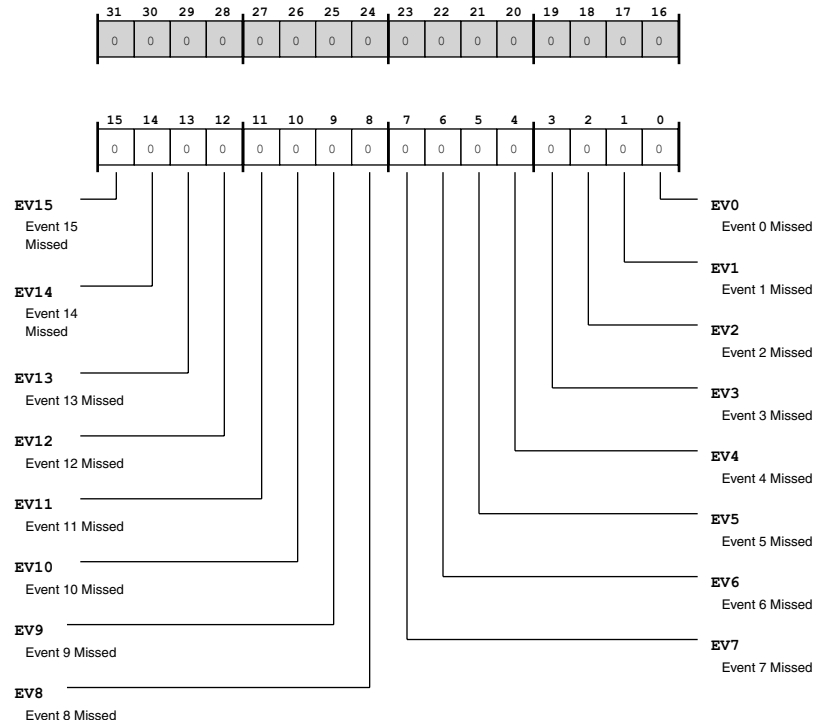 31 30 29 28 27 26 25 24 23 22 21 20 19 18 17 16
0 0 0 0 0 0 0 0 0 0 0 0 0 0 0 0
15 14 13 12 11 10 9 8 7 6 5 4 3 2 1 0
0 0 0 0 0 0 0 0 0 0 0 0 0 0 0 0
EV15
Event 15
Missed
EV14
Event 14
Missed
EV13
Event 13 Missed
EV12
Event 12 Missed
EV11
Event 11 Missed
EV10
Event 10 Missed
EV9
Event 9 Missed
EV8
Event 8 Missed
EV0
Event 0 Missed
EV1
Event 1 Missed
EV2
Event 2 Missed
EV3
Event 3 Missed
EV4
Event 4 Missed
EV5
Event 5 Missed
EV6
Event 6 Missed
EV7
Event 7 Missed